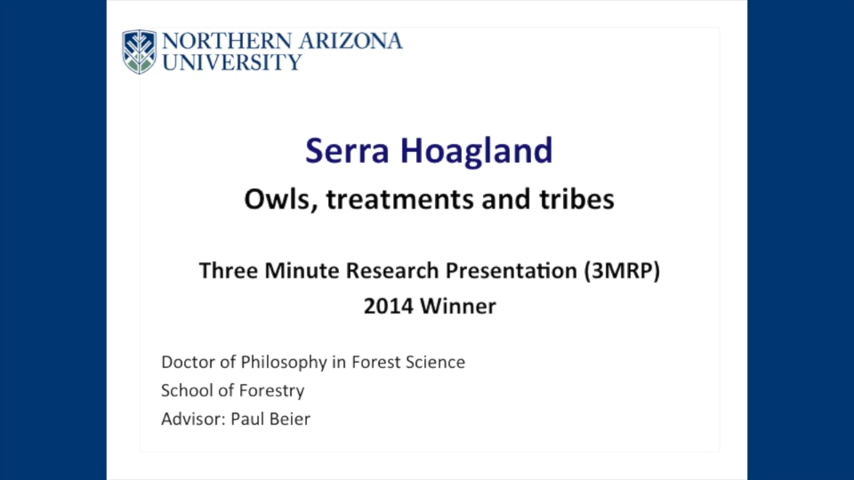 NORTHERN ARIZONA
UNIVERSITY
Serra Hoagland
Owls, treatments and tribes
Three Minute Research Presentation (3MRP)
2014 Winner
Doctor of Philosophy in Forest Science
School of Forestry
Advisor: Paul Beier